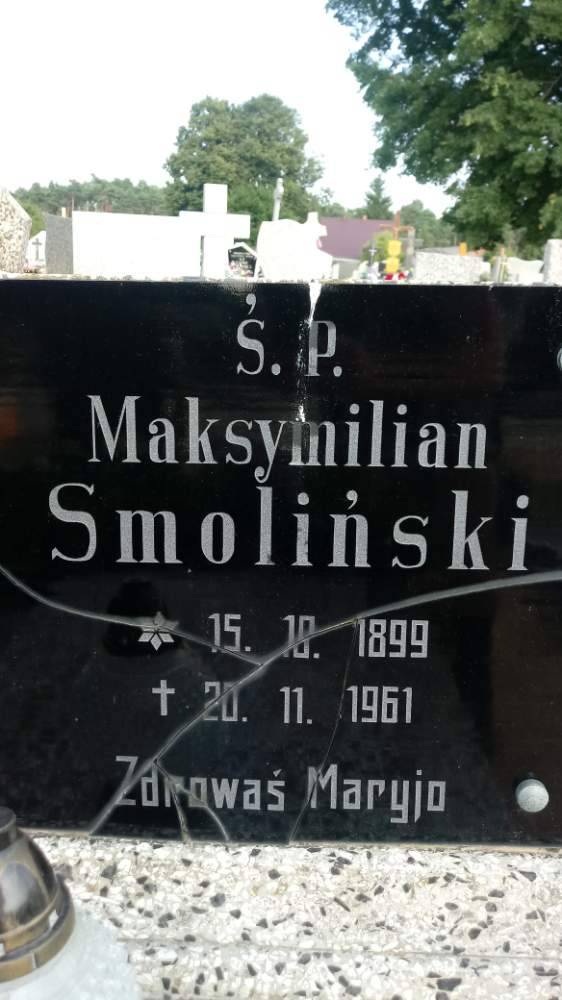 Ś. P.
Maksymilian
Smoliński
15. 10. 1899
20. 11. 1961
Zdrowaś Maryjo